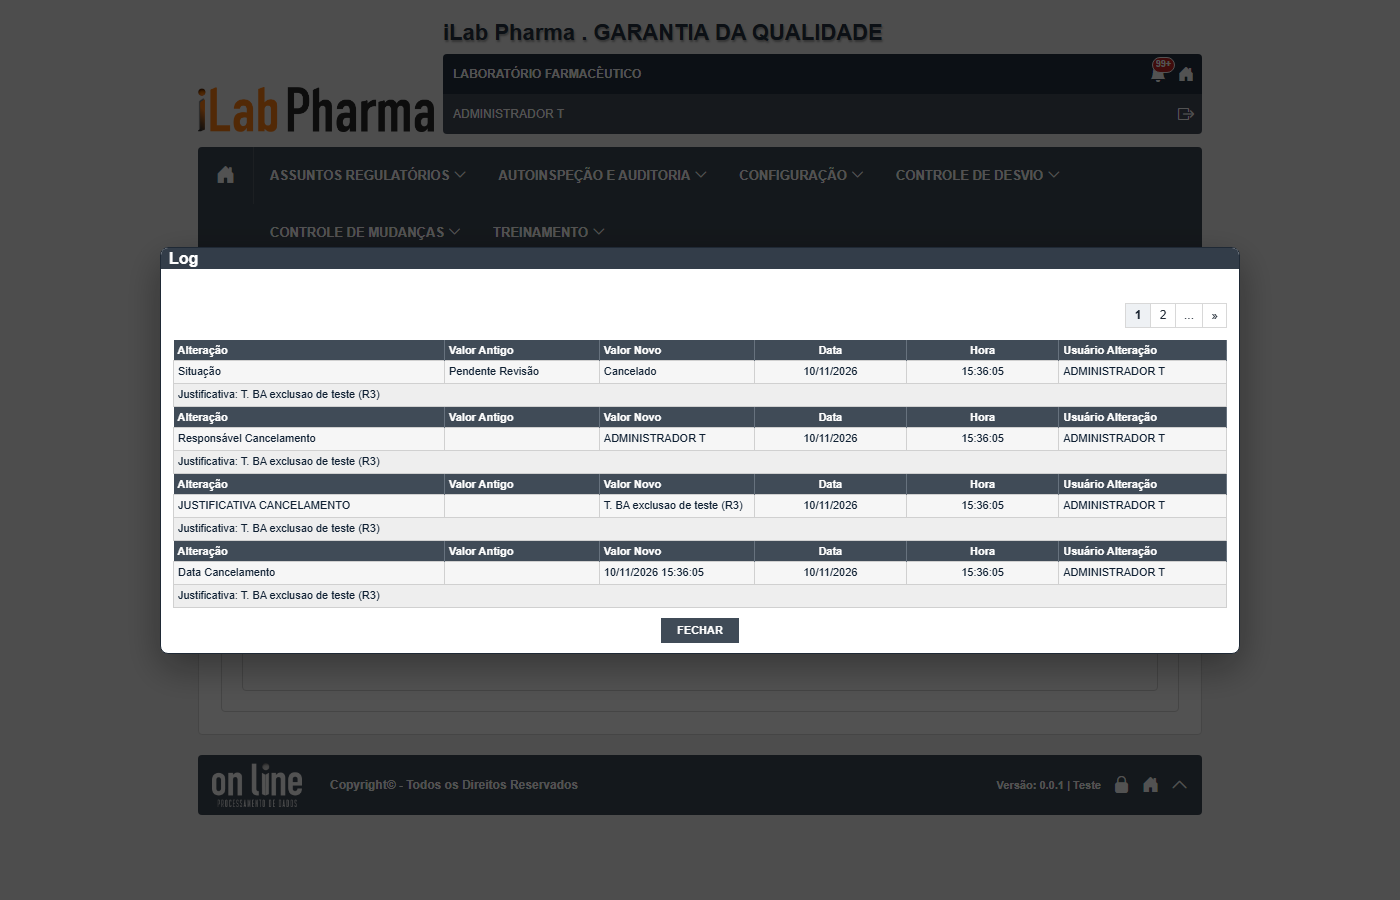 iLab Pharma . GARANTIA DA QUALIDADE
LABORATÓRIO FARMACÊUTICO
99+
iLab Pharma
ADMINISTRADOR T
ASSUNTOS REGULATÓRIOS
AUTOINSPEÇÃO E AUDITORIA
CONFIGURAÇÃO
CONTROLE DE DESVIO
CONTROLE DE MUDANÇAS
TREINAMENTO
Log
1 2 ... »
Alteração Valor Antigo Valor Novo Data Hora Usuário Alteração
Situação Pendente Revisão Cancelado 10/11/2026 15:36:05 ADMINISTRADOR T
Justificativa: T. BA exclusao de teste (R3)
Alteração Valor Antigo Valor Novo Data Hora Usuário Alteração
Responsável Cancelamento ADMINISTRADOR T 10/11/2026 15:36:05 ADMINISTRADOR T
Justificativa: T. BA exclusao de teste (R3)
Alteração Valor Antigo Valor Novo Data Hora Usuário Alteração
JUSTIFICATIVA CANCELAMENTO T. BA exclusao de teste (R3) 10/11/2026 15:36:05 ADMINISTRADOR T
Justificativa: T. BA exclusao de teste (R3)
Alteração Valor Antigo Valor Novo Data Hora Usuário Alteração
Data Cancelamento 10/11/2026 15:36:05 10/11/2026 15:36:05 ADMINISTRADOR T
Justificativa: T. BA exclusao de teste (R3)
FECHAR
on line
PROCESSAMENTO DE DADOS
Copyright© - Todos os Direitos Reservados
Versão: 0.0.1 | Teste